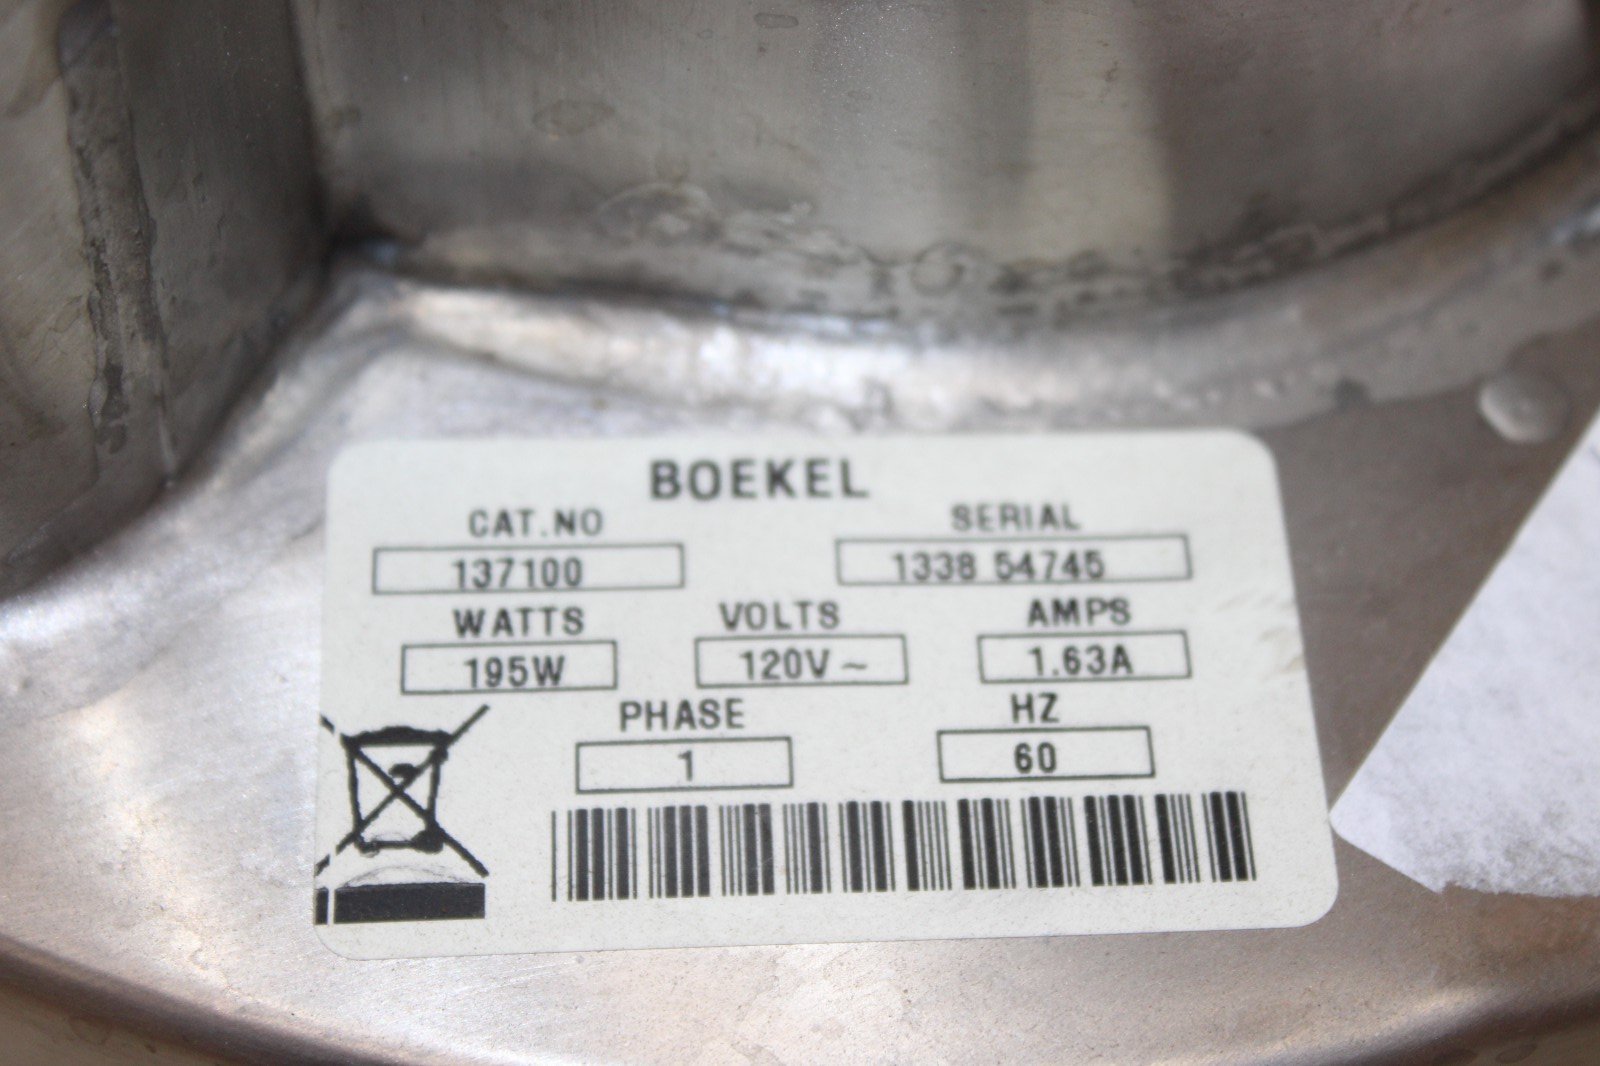 BOEKEL
CAT.NO SERIAL
137100 1338 54745
WATTS VOLTS AMPS
195W 120V ~ 1.63A
PHASE HZ
1 60